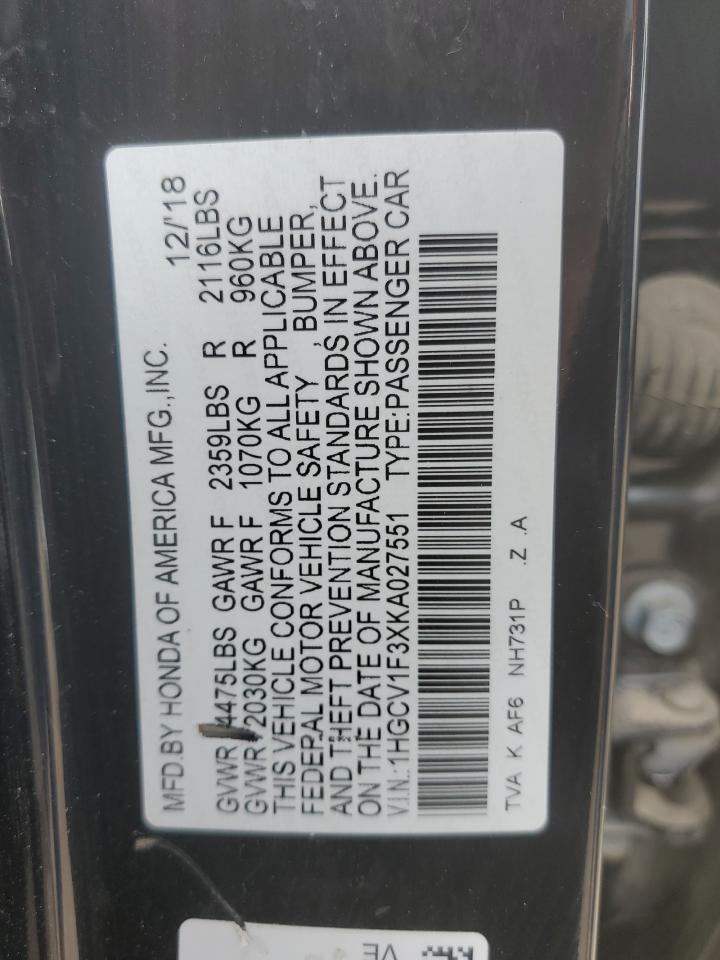 MFD.BY HONDA OF AMERICA MFG.,INC. 12/'18
GVWR 4475LBS GAWR F 2359LBS R 2116LBS
GVWR 2030KG GAWR F 1070KG R 960KG
THIS VEHICLE CONFORMS TO ALL APPLICABLE
FEDERAL MOTOR VEHICLE SAFETY , BUMPER,
AND THEFT PREVENTION STANDARDS IN EFFECT
ON THE DATE OF MANUFACTURE SHOWN ABOVE.
V.I.N.:1HGCV1F3XKA027551 TYPE:PASSENGER CAR
TVA K AF6 NH731P .Z .A
VE